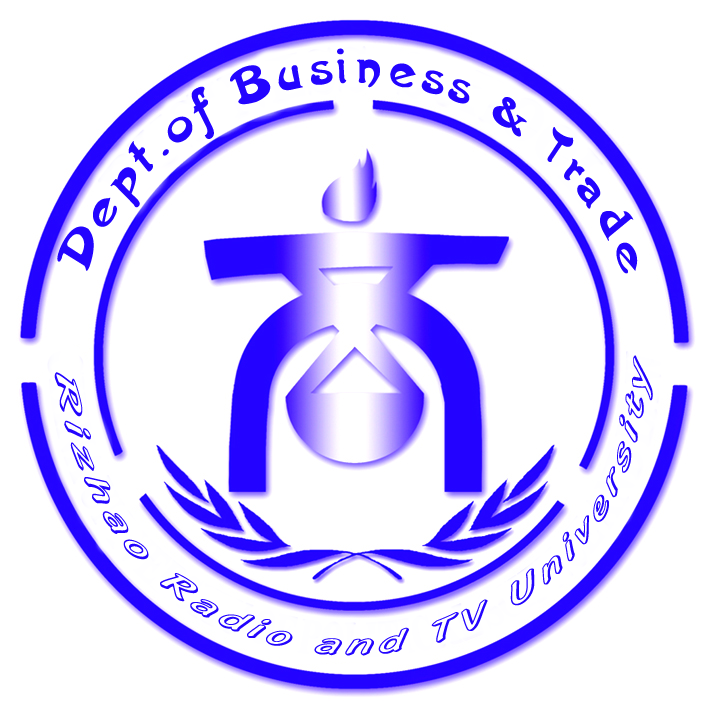 Dept.of Business & Trade
Rizhao Radio and TV University